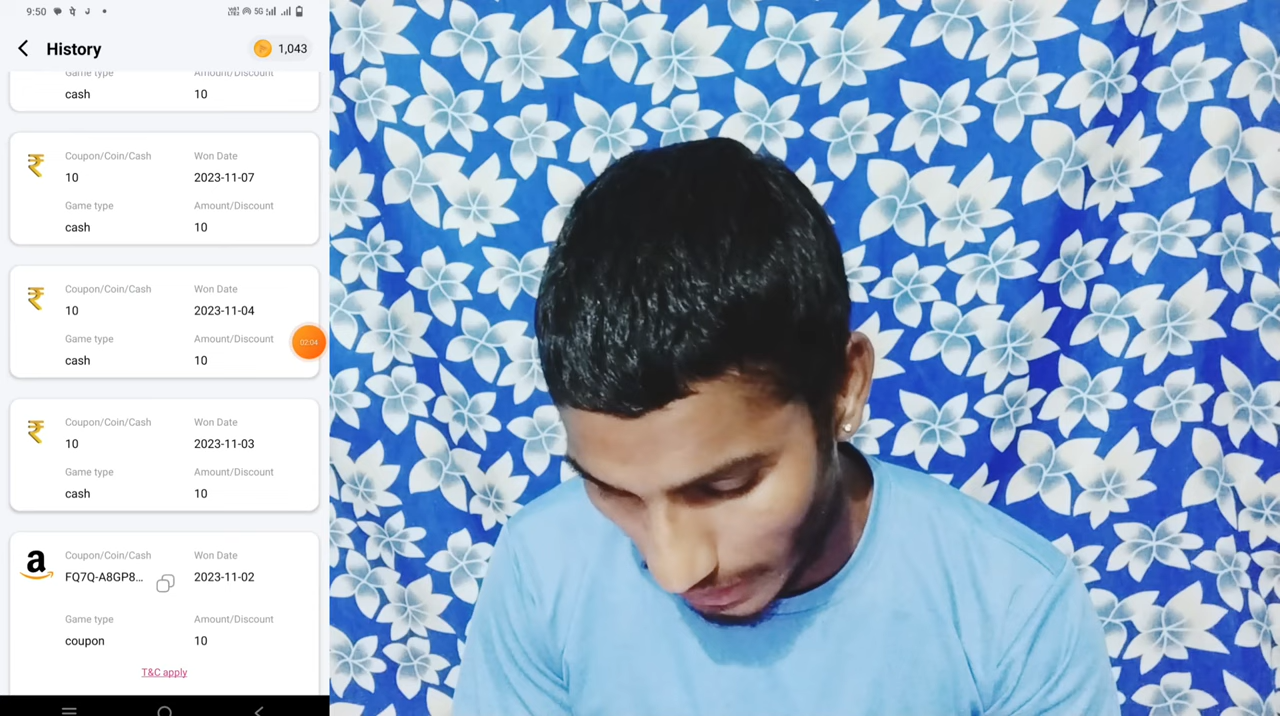 9:50
5G
History
1,043
Game type Amount/Discount
cash 10
Coupon/Coin/Cash Won Date
10 2023-11-07
Game type Amount/Discount
cash 10
Coupon/Coin/Cash Won Date
10 2023-11-04
Game type Amount/Discount
02:04
cash 10
Coupon/Coin/Cash Won Date
10 2023-11-03
Game type Amount/Discount
cash 10
a Coupon/Coin/Cash Won Date
FQ7Q-A8GP8... 2023-11-02
Game type Amount/Discount
coupon 10
T&C apply